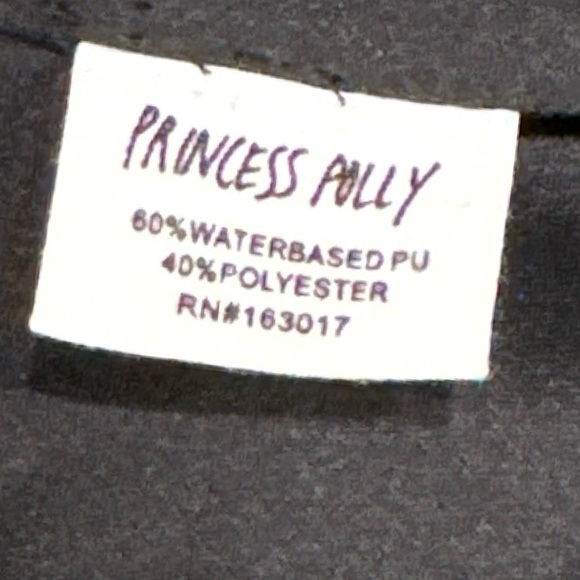 PRINCESS POLLY
60%WATERBASED PU
40%POLYESTER
RN#163017